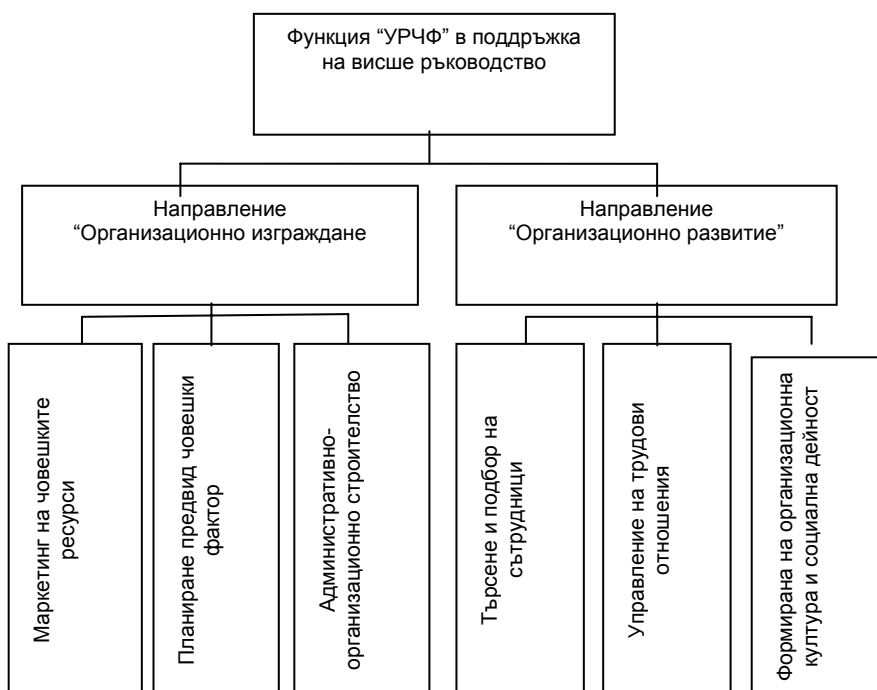 Функция “УРЧФ” в поддръжка
на висше ръководство
Направление
“Организационно изграждане
Направление
“Организационно развитие”
Маркетинг на човешките
ресурси
Планиране предвид човешки
фактор
Административно-
организационно строителство
Търсене и подбор на
сътрудници
Управление на трудови
отношения
Формирана на организационна
култура и социална дейност